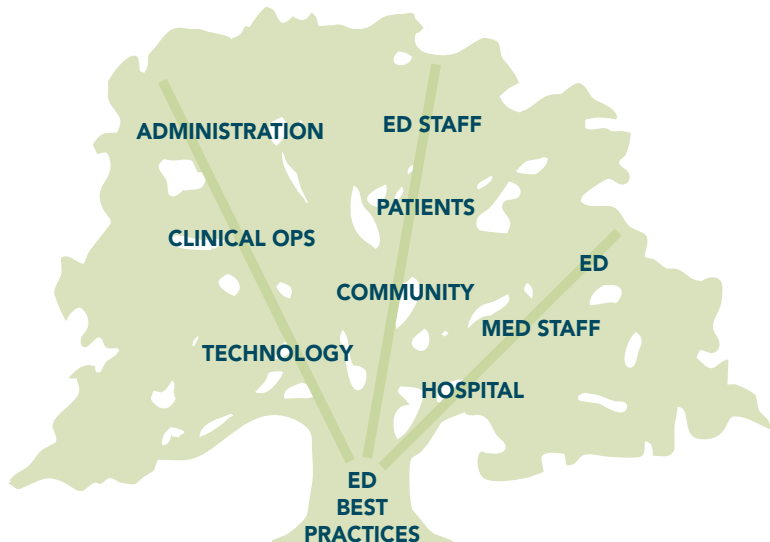 ADMINISTRATION
ED STAFF
PATIENTS
CLINICAL OPS
ED
COMMUNITY
MED STAFF
TECHNOLOGY
HOSPITAL
ED
BEST
PRACTICES